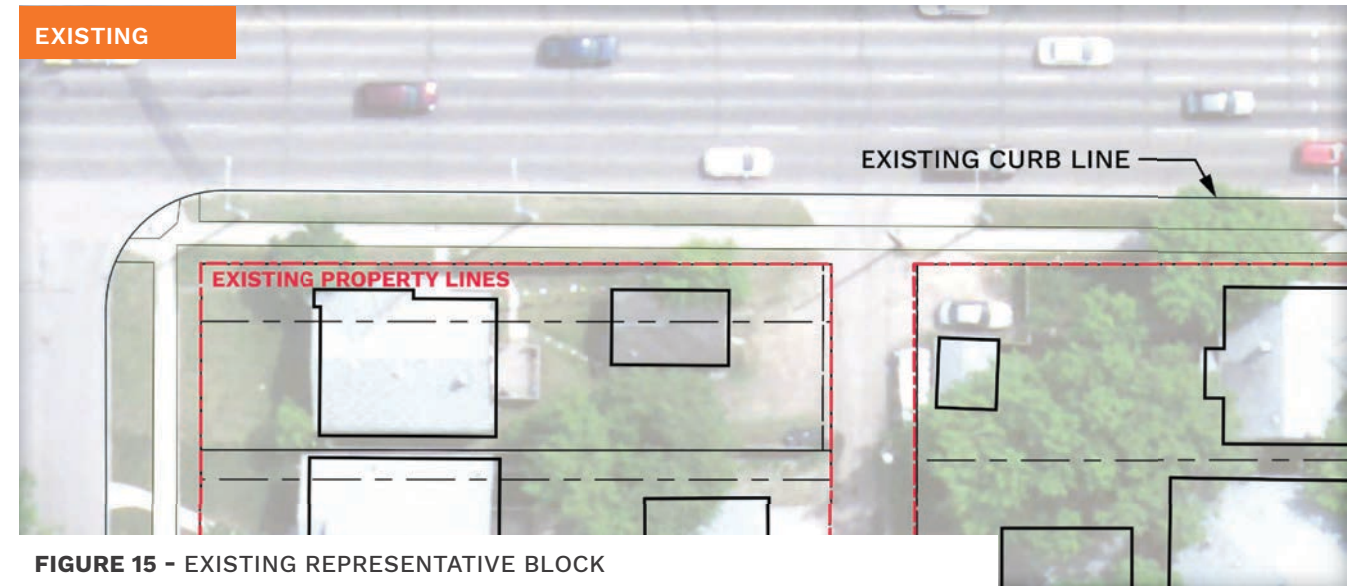 EXISTING
EXISTING CURB LINE
EXISTING PROPERTY LINES
FIGURE 15 - EXISTING REPRESENTATIVE BLOCK